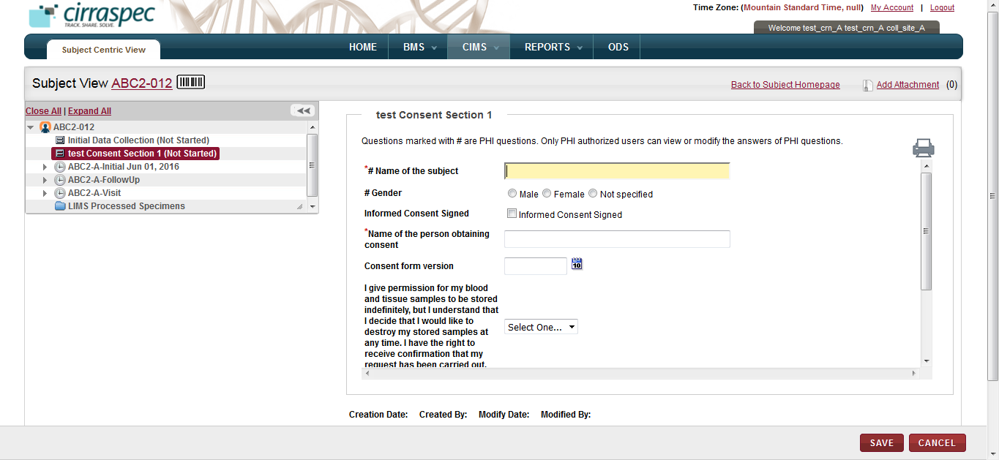 cirraspec
TRACK. SHARE. SOLVE.
Time Zone: (Mountain Standard Time, null) My Account | Logout
Welcome test_crn_A test_crn_A coll_site_A
Subject Centric View
HOME BMS CIMS REPORTS ODS
Subject View ABC2-012
Back to Subject Homepage Add Attachment (0)
Close All | Expand All
ABC2-012
Initial Data Collection (Not Started)
test Consent Section 1 (Not Started)
ABC2-A-Initial Jun 01, 2016
ABC2-A-FollowUp
ABC2-A-Visit
LIMS Processed Specimens
test Consent Section 1
Questions marked with # are PHI questions. Only PHI authorized users can view or modify the answers of PHI questions.
*# Name of the subject
# Gender Male Female Not specified
Informed Consent Signed Informed Consent Signed
*Name of the person obtaining
consent
Consent form version 10
I give permission for my blood
and tissue samples to be stored
indefinitely, but I understand that
I decide that I would like to
destroy my stored samples at
any time. I have the right to
receive confirmation that my
request has been carried out.
Select One...
Creation Date: Created By: Modify Date: Modified By:
SAVE CANCEL